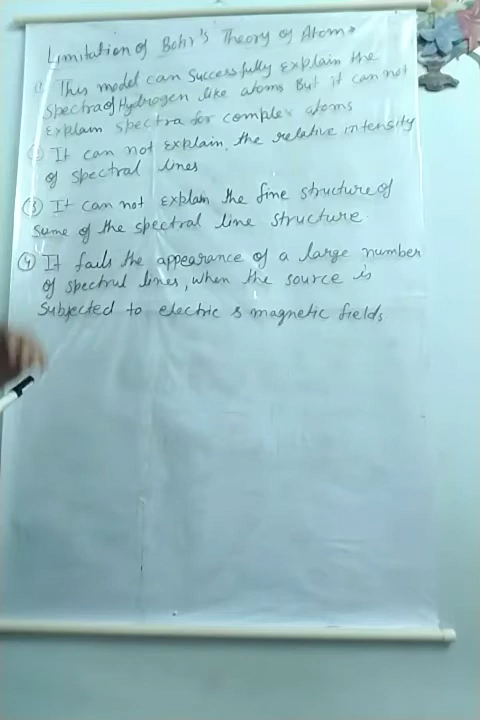 Limitation of Bohr's Theory of Atom:
① This model can successfully explain the
spectra of Hydrogen like atoms But it can not
explain spectra for complex atoms
② It can not explain, the relative intensity
of spectral lines
③ It can not explain the fine structure of
some of the spectral line structure.
④ It fails the appearance of a large number
of spectral lines, when the source is
subjected to electric & magnetic fields